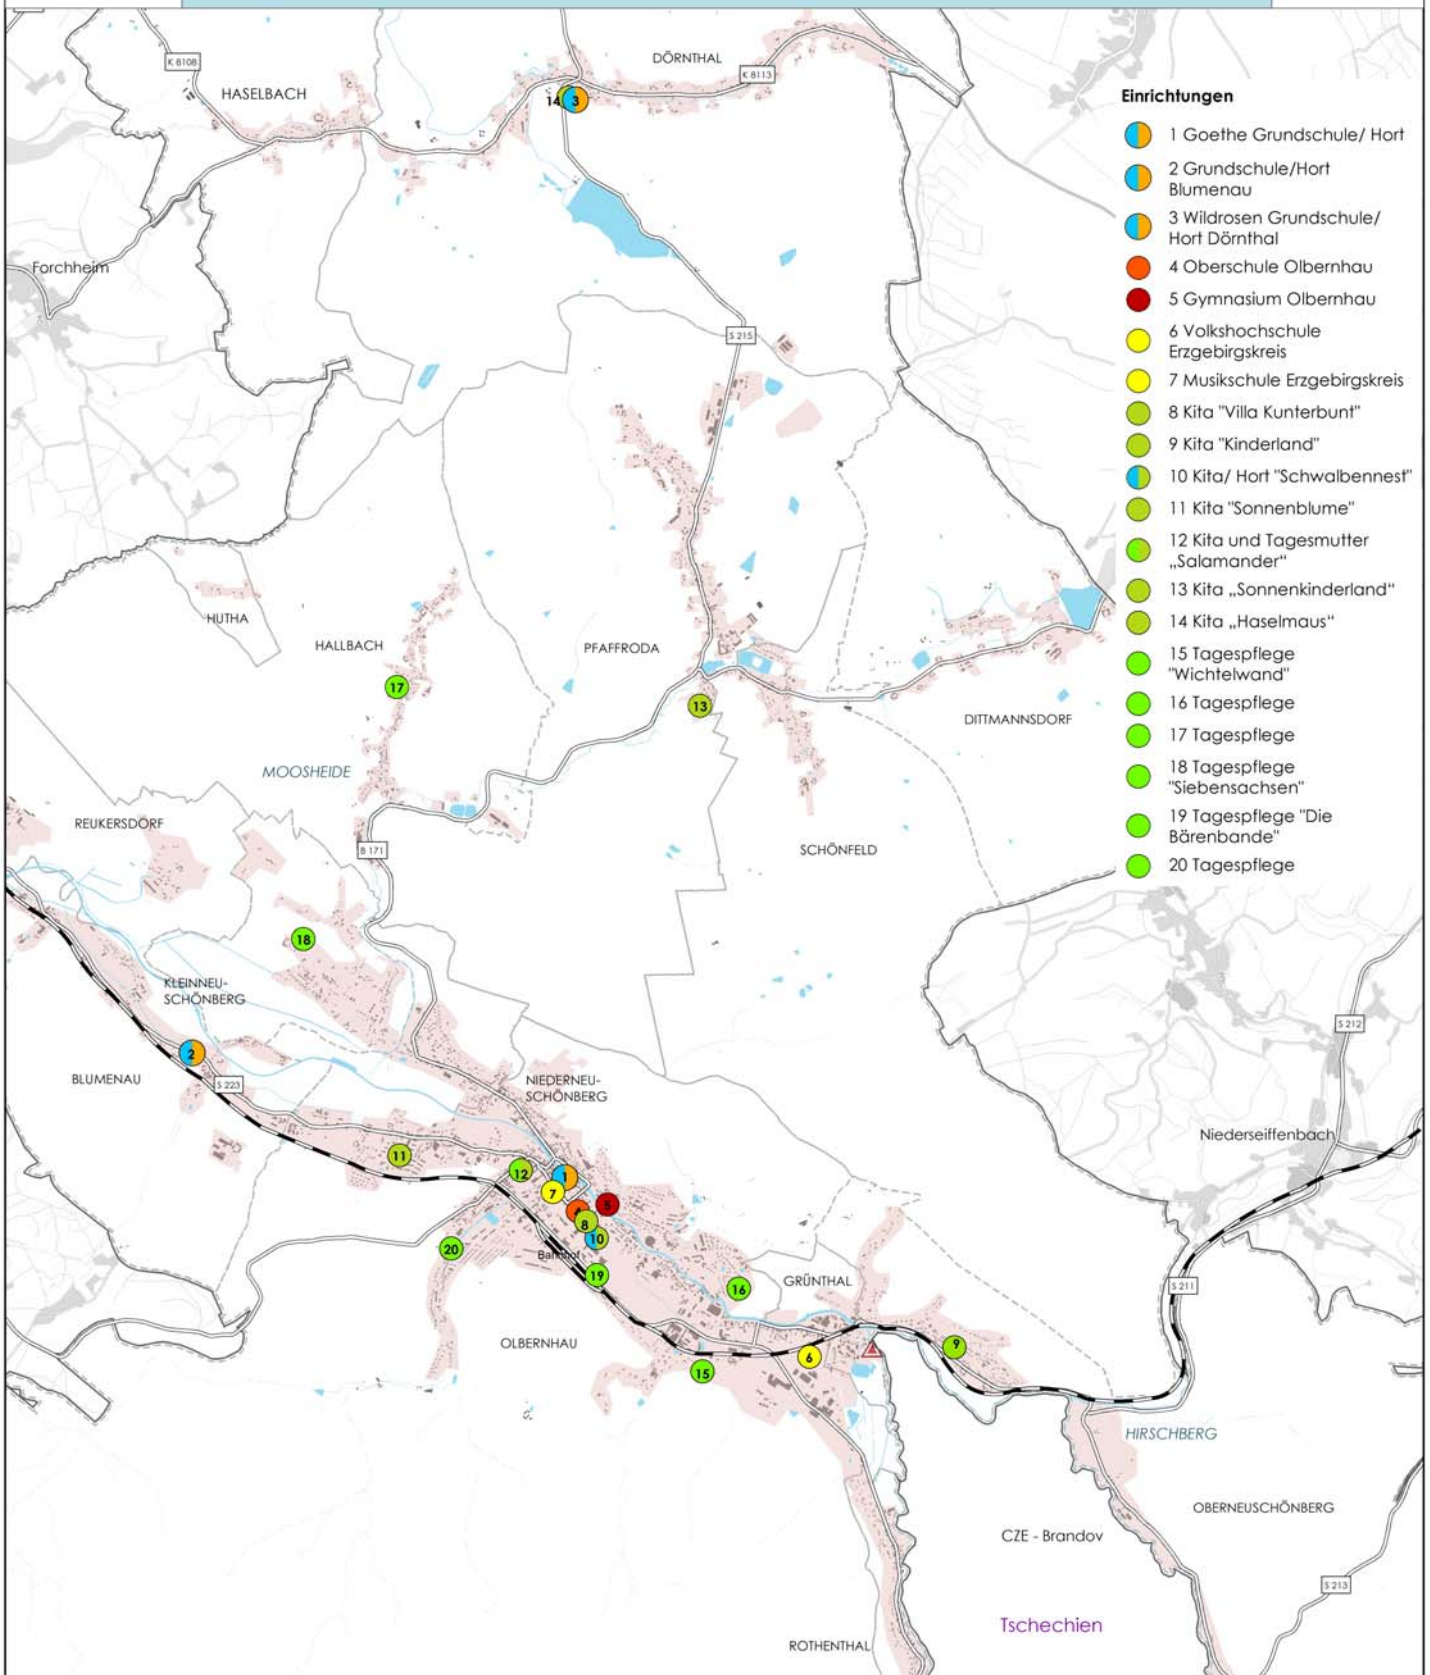 DÖRNTHAL
K 8108
K 8113
HASELBACH
14
3
Forchheim
S 215
HUTHA
HALLBACH
PFAFFRODA
17
13
DITTMANNSDORF
MOOSHEIDE
REUKERSDORF
B 171
SCHÖNFELD
18
KLEINNEU-
SCHÖNBERG
2
BLUMENAU
S 223
NIEDERNEU-
SCHÖNBERG
S 212
Niederseiffenbach
11
12
1
7
5
4
8
10
20
Bahnhof
19
16
GRÜNTHAL
S 211
OLBERNHAU
9
6
15
HIRSCHBERG
OBERNEUSCHÖNBERG
CZE - Brandov
S 213
Tschechien
ROTHENTHAL
Einrichtungen
1 Goethe Grundschule/ Hort
2 Grundschule/Hort
Blumenau
3 Wildrosen Grundschule/
Hort Dörnthal
4 Oberschule Olbernhau
5 Gymnasium Olbernhau
6 Volkshochschule
Erzgebirgskreis
7 Musikschule Erzgebirgskreis
8 Kita "Villa Kunterbunt"
9 Kita "Kinderland"
10 Kita/ Hort "Schwalbennest"
11 Kita "Sonnenblume"
12 Kita und Tagesmutter
„Salamander“
13 Kita „Sonnenkinderland“
14 Kita „Haselmaus“
15 Tagespflege
"Wichtelwand"
16 Tagespflege
17 Tagespflege
18 Tagespflege
"Siebensachsen"
19 Tagespflege "Die
Bärenbande"
20 Tagespflege